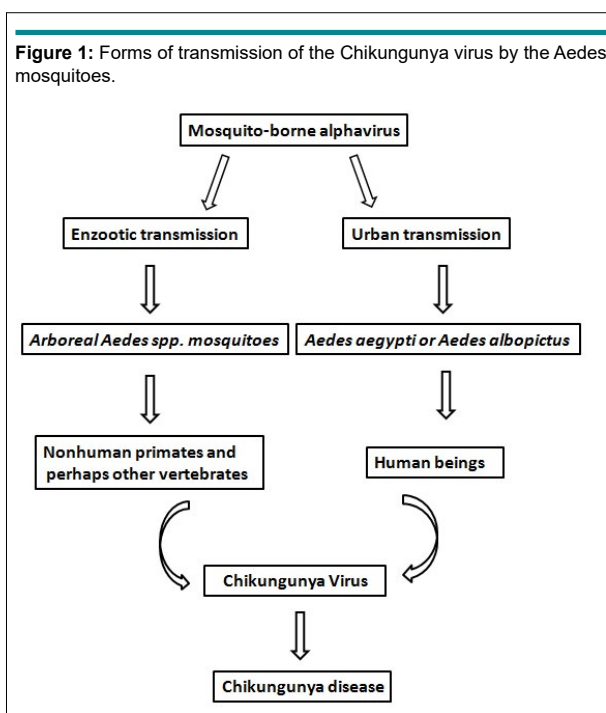 Figure 1: Forms of transmission of the Chikungunya virus by the Aedes
mosquitoes.
Mosquito-borne alphavirus
Enzootic transmission
Urban transmission
Arboreal Aedes spp. mosquitoes
Aedes aegypti or Aedes albopictus
Nonhuman primates and
perhaps other vertebrates
Human beings
Chikungunya Virus
Chikungunya disease